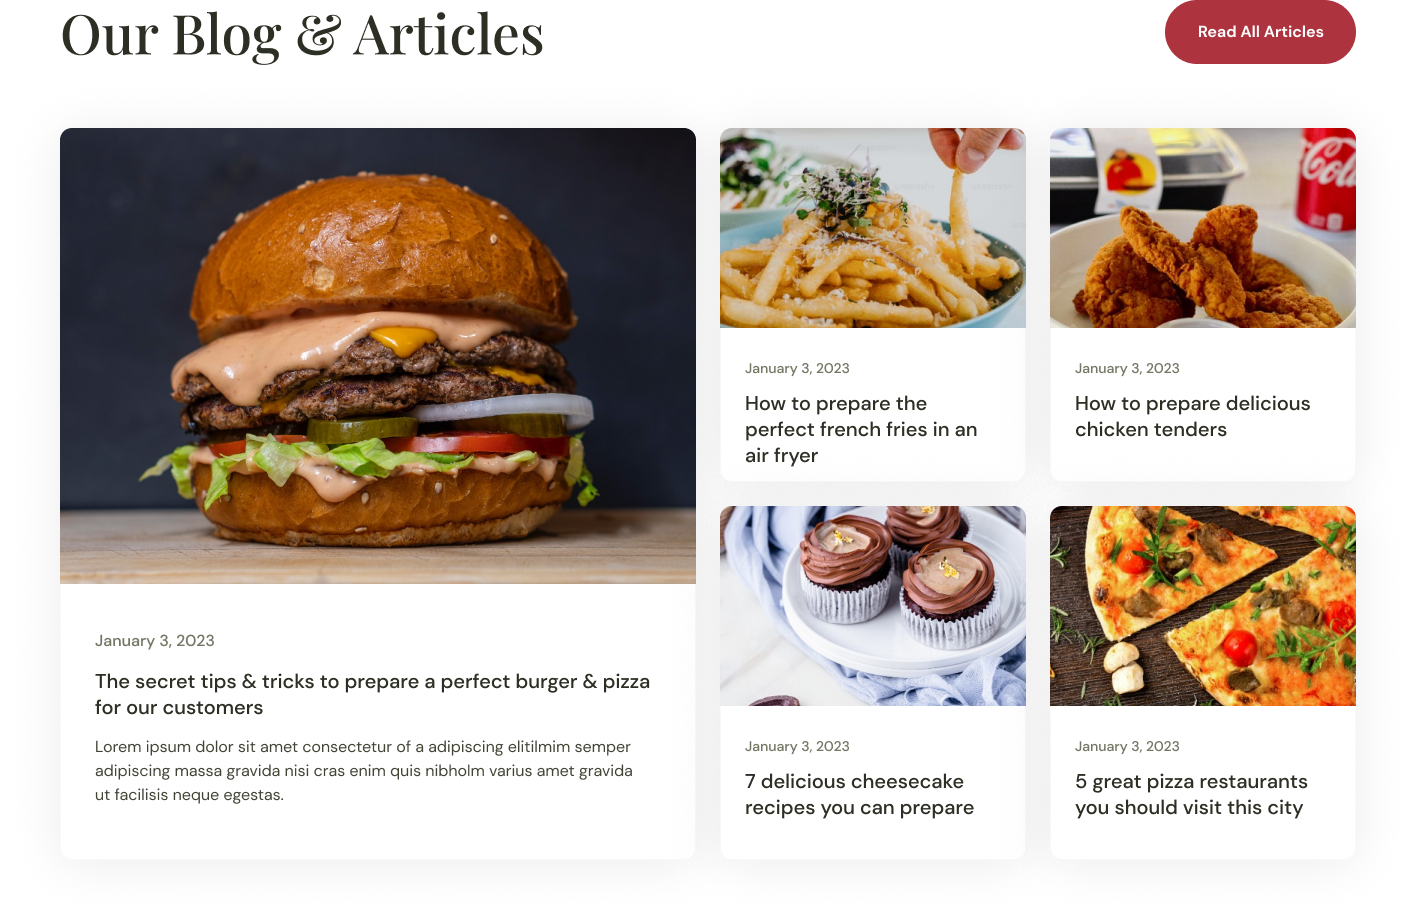 Our Blog & Articles
Read All Articles
January 3, 2023
The secret tips & tricks to prepare a perfect burger & pizza
for our customers
Lorem ipsum dolor sit amet consectetur of a adipiscing elitilmim semper
adipiscing massa gravida nisi cras enim quis nibholm varius amet gravida
ut facilisis neque egestas.
January 3, 2023
How to prepare the
perfect french fries in an
air fryer
January 3, 2023
How to prepare delicious
chicken tenders
January 3, 2023
7 delicious cheesecake
recipes you can prepare
January 3, 2023
5 great pizza restaurants
you should visit this city